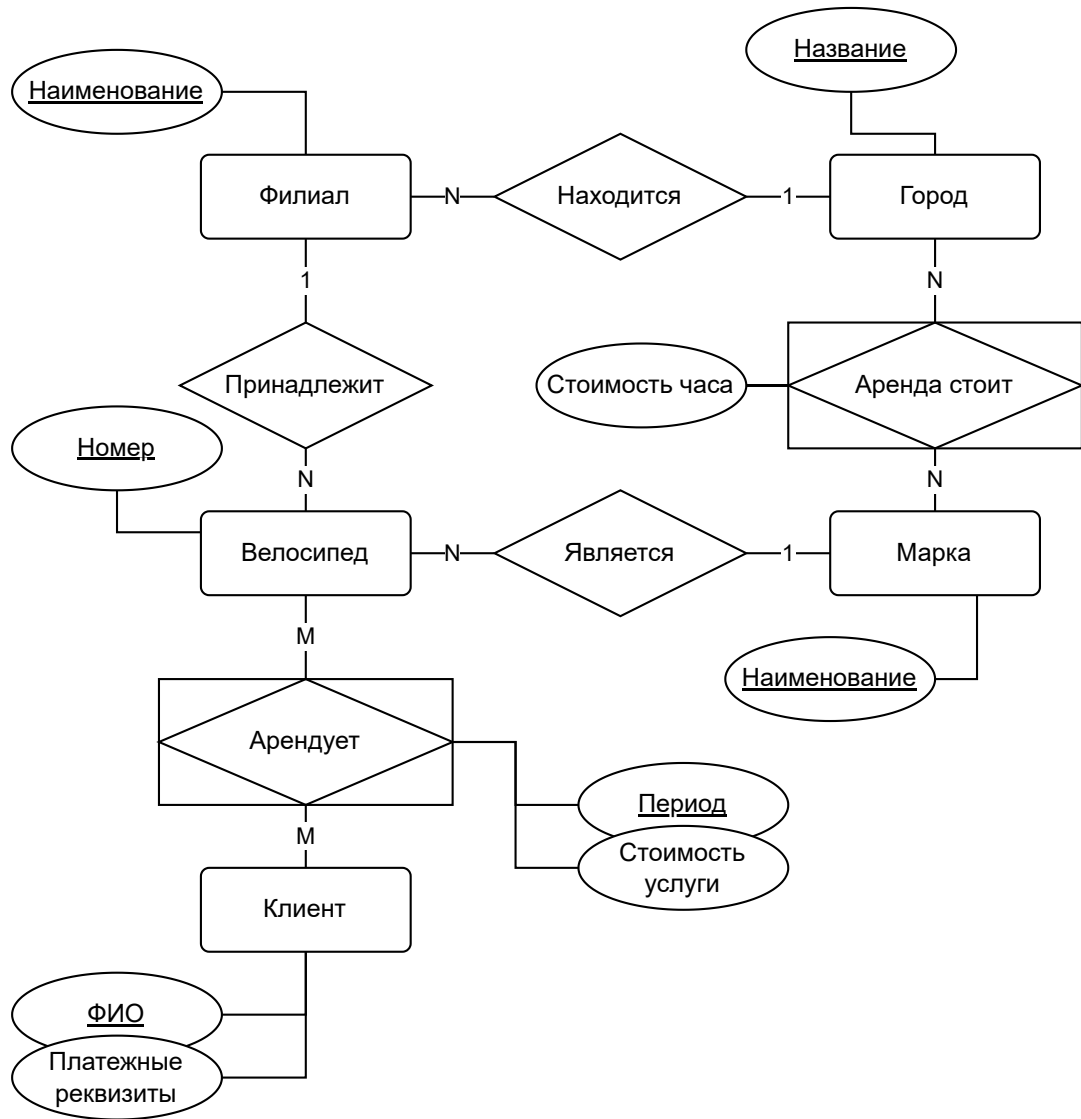 Название
Наименование
Филиал
N
Находится
1
Город
1
N
Принадлежит
Стоимость часа
Аренда стоит
Номер
N
N
Велосипед
N
Является
1
Марка
M
Наименование
Арендует
Период
M
Стоимость
услуги
Клиент
ФИО
Платежные
реквизиты